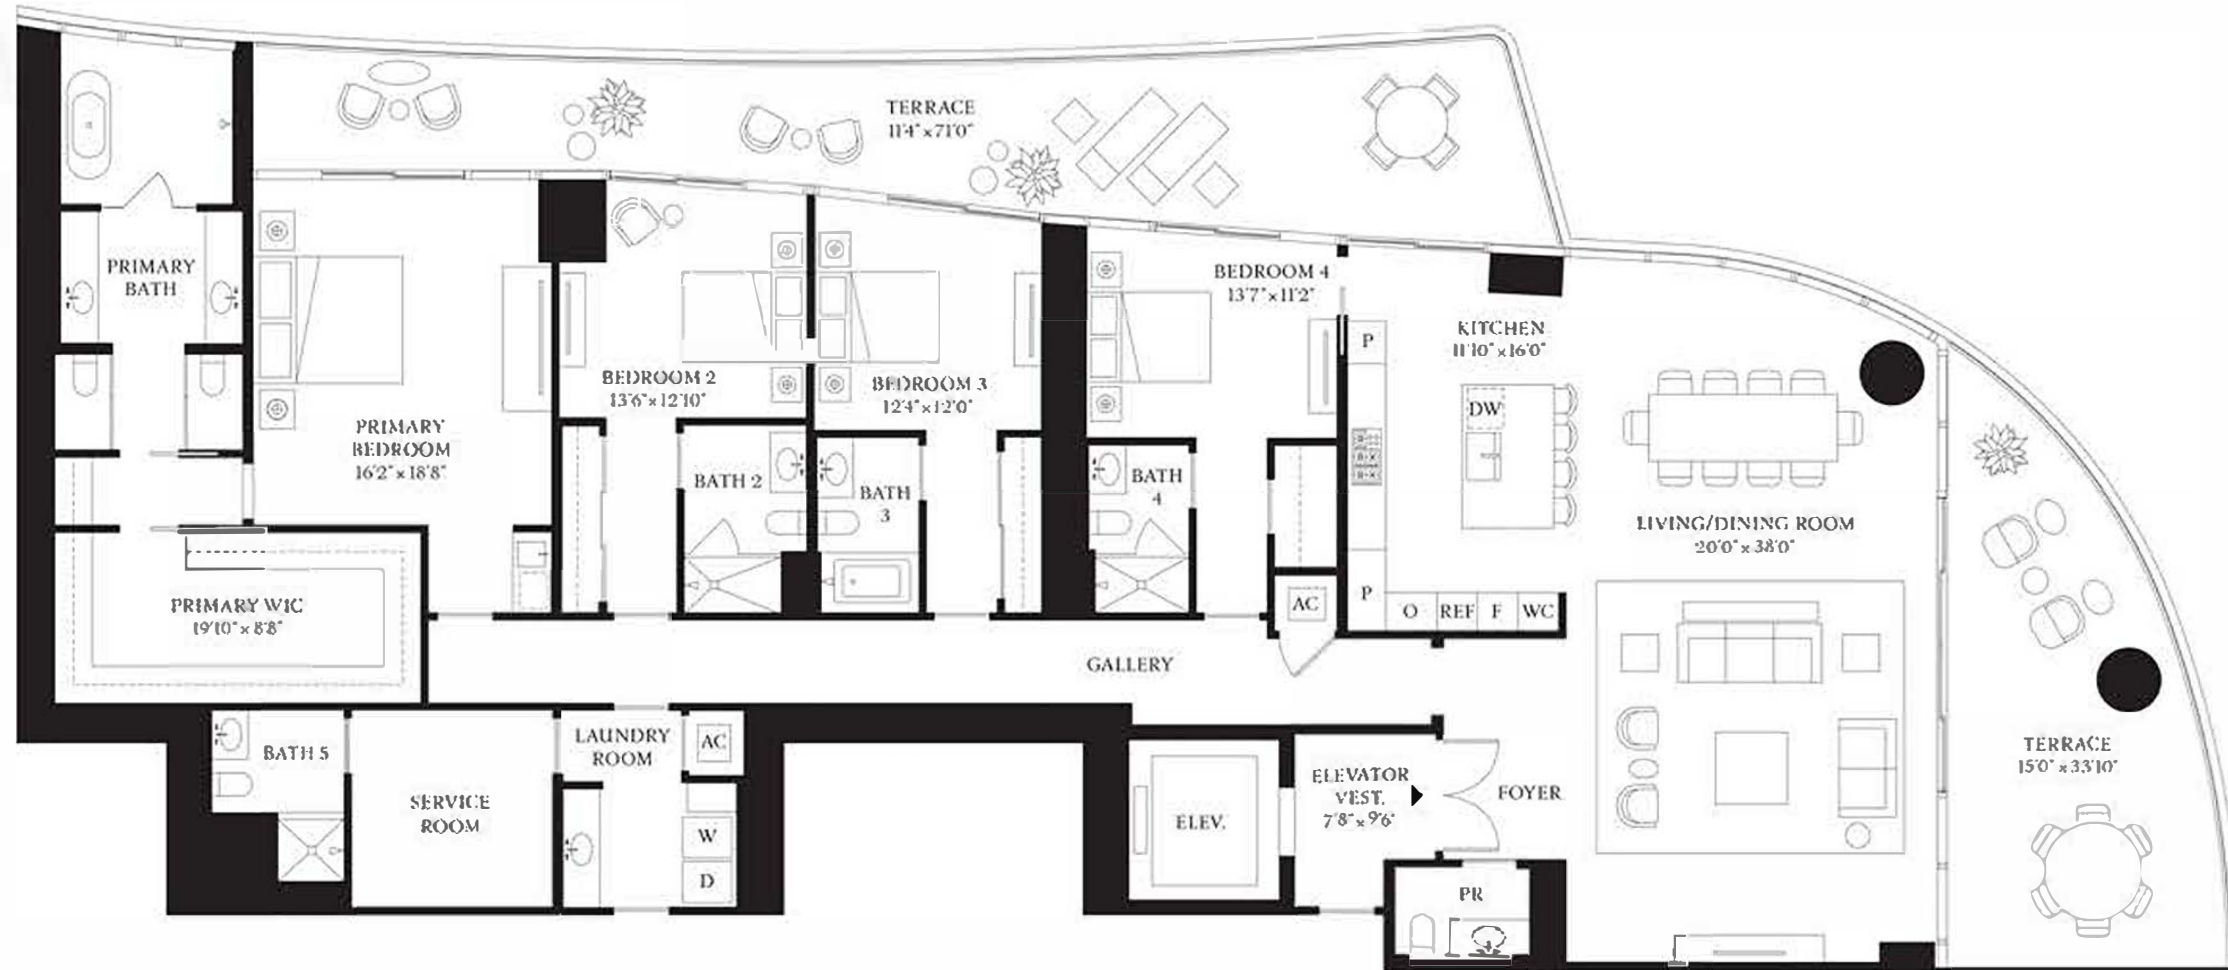 TERRACE
11'4" x 71'0"
PRIMARY
BATH
BEDROOM 4
13'7" x 11'2"
KITCHEN
11'10" x 16'0"
P
BEDROOM 2
13'6" x 12'10"
BEDROOM 3
12'4" x 12'0"
DW
PRIMARY
BEDROOM
16'2" x 18'8"
BATH 2
BATH
3
BATH
4
LIVING/DINING ROOM
20'0" x 38'0"
PRIMARY WIC
19'10" x 8'8"
AC
P
O
REF
F
WC
GALLERY
BATH 5
LAUNDRY
ROOM
AC
SERVICE
ROOM
W
D
ELEV.
ELEVATOR
VEST.
7'8" x 9'6"
FOYER
TERRACE
15'0" x 33'10"
PR